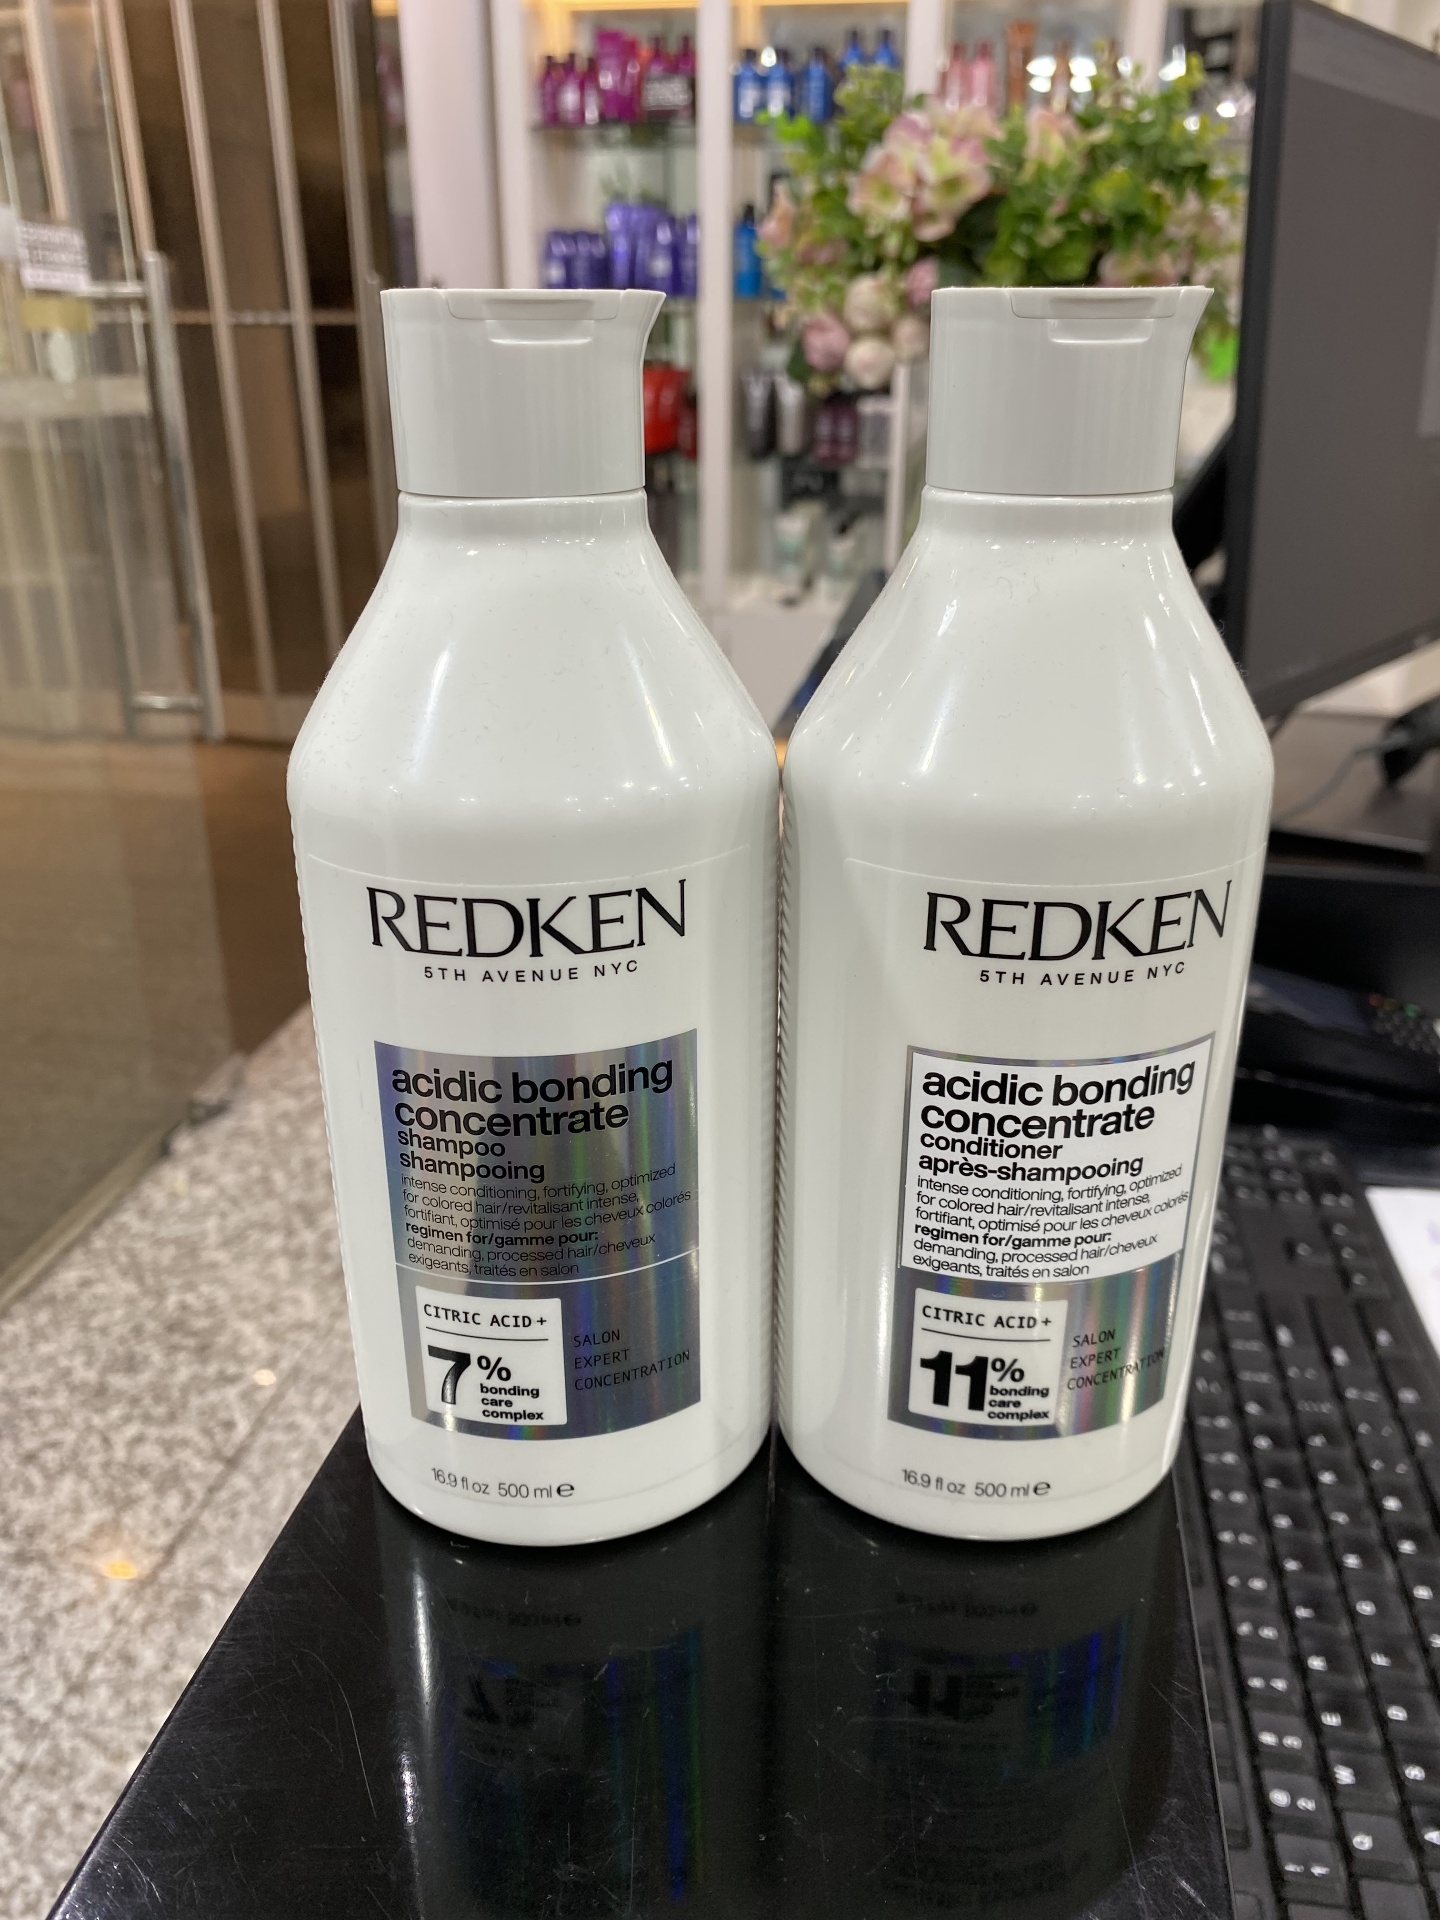 REDKEN
5TH AVENUE NYC
acidic bonding
concentrate
shampoo
shampooing
intense conditioning, fortifying, optimized
for colored hair/revitalisant intense,
fortifiant, optimisé pour les cheveux colorés
regimen for/gamme pour:
demanding, processed hair/cheveux
exigeants, traités en salon
CITRIC ACID+
7%
bonding
care
complex
SALON
EXPERT
CONCENTRATION
16.9 fl oz 500 ml e
REDKEN
5TH AVENUE NYC
acidic bonding
concentrate
conditioner
après-shampooing
intense conditioning, fortifying, optimized
for colored hair/revitalisant intense,
fortifiant, optimisé pour les cheveux colorés
regimen for/gamme pour:
demanding, processed hair/cheveux
exigeants, traités en salon
CITRIC ACID+
11%
bonding
care
complex
SALON
EXPERT
CONCENTRATION
16.9 fl oz 500 ml e